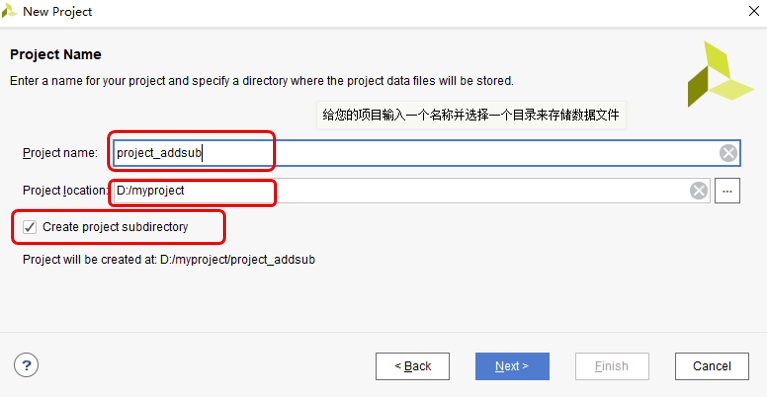 New Project
Project Name
Enter a name for your project and specify a directory where the project data files will be stored.
给您的项目输入一个名称并选择一个目录来存储数据文件
Project name: project_addsub
Project location: D:/myproject ...
Create project subdirectory
Project will be created at: D:/myproject/project_addsub
? < Back Next > Finish Cancel